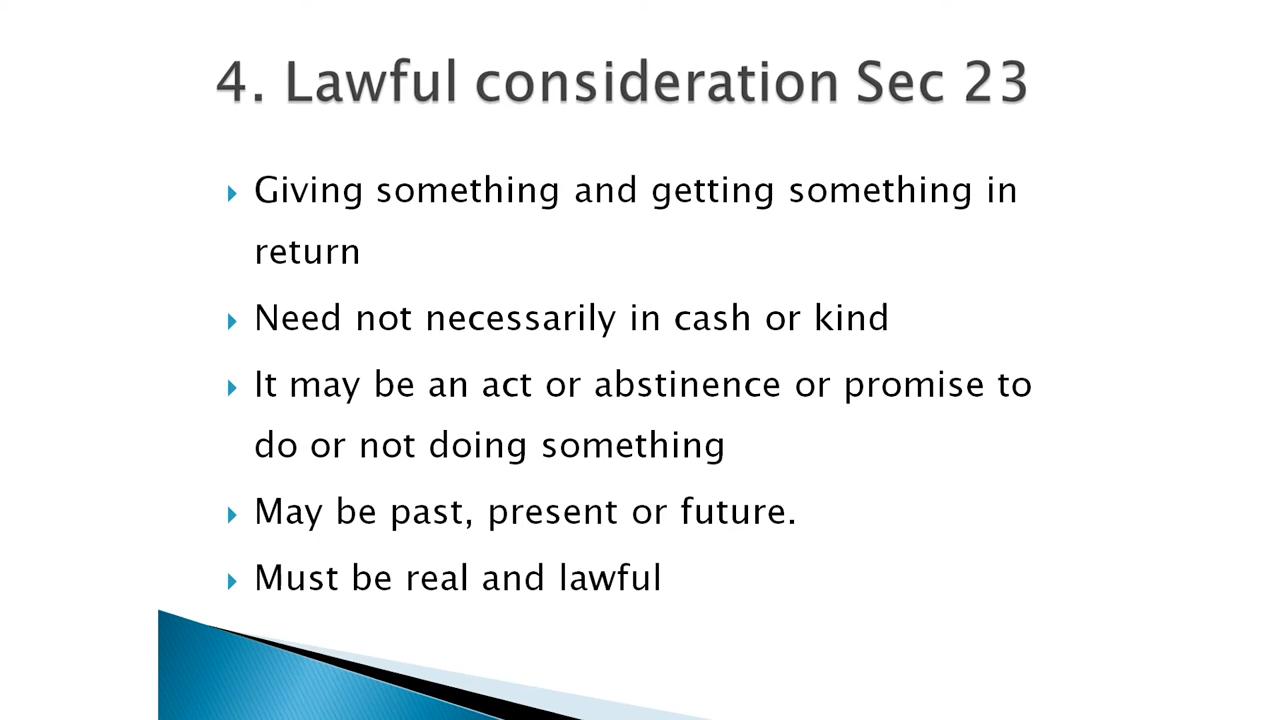 4. Lawful consideration Sec 23
Giving something and getting something in
return
Need not necessarily in cash or kind
It may be an act or abstinence or promise to
do or not doing something
May be past, present or future.
Must be real and lawful